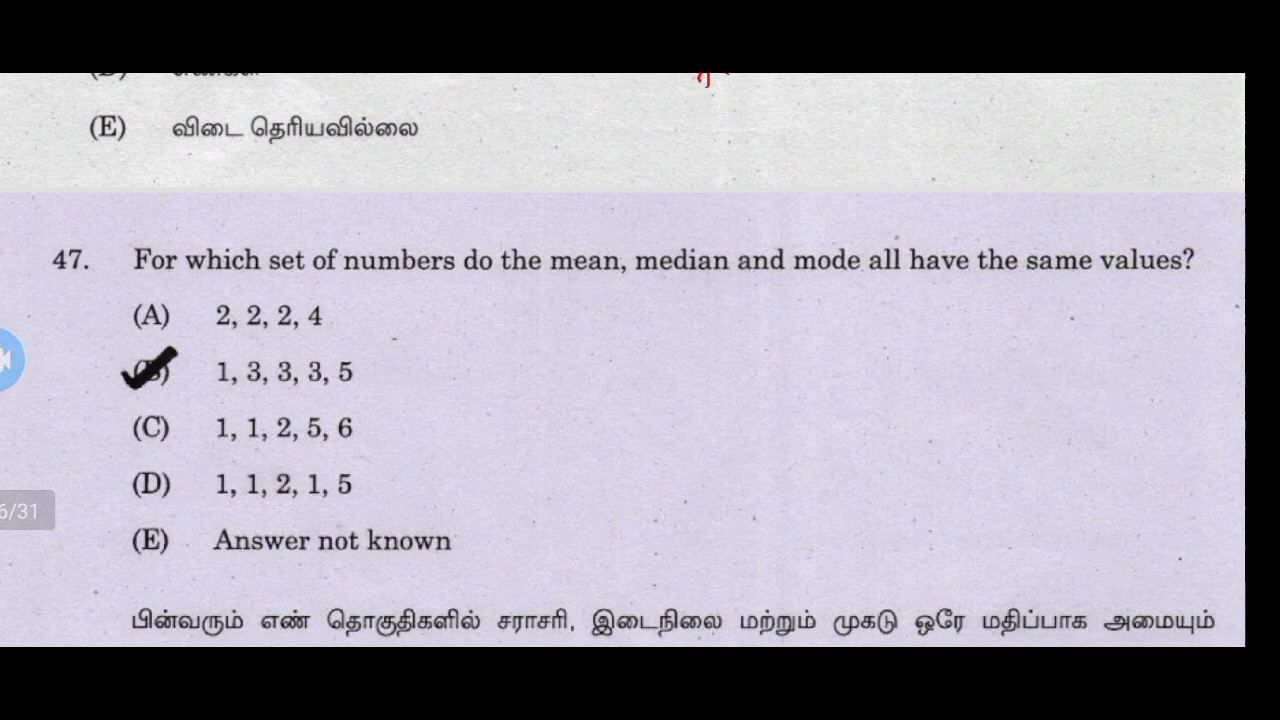 (E) விடை தெரியவில்லை
47. For which set of numbers do the mean, median and mode all have the same values?
(A) 2, 2, 2, 4
1, 3, 3, 3, 5
(C) 1, 1, 2, 5, 6
(D) 1, 1, 2, 1, 5
6/31
(E) Answer not known
பின்வரும் எண் தொகுதிகளில் சராசரி, இடைநிலை மற்றும் முகடு ஒரே மதிப்பாக அமையும்